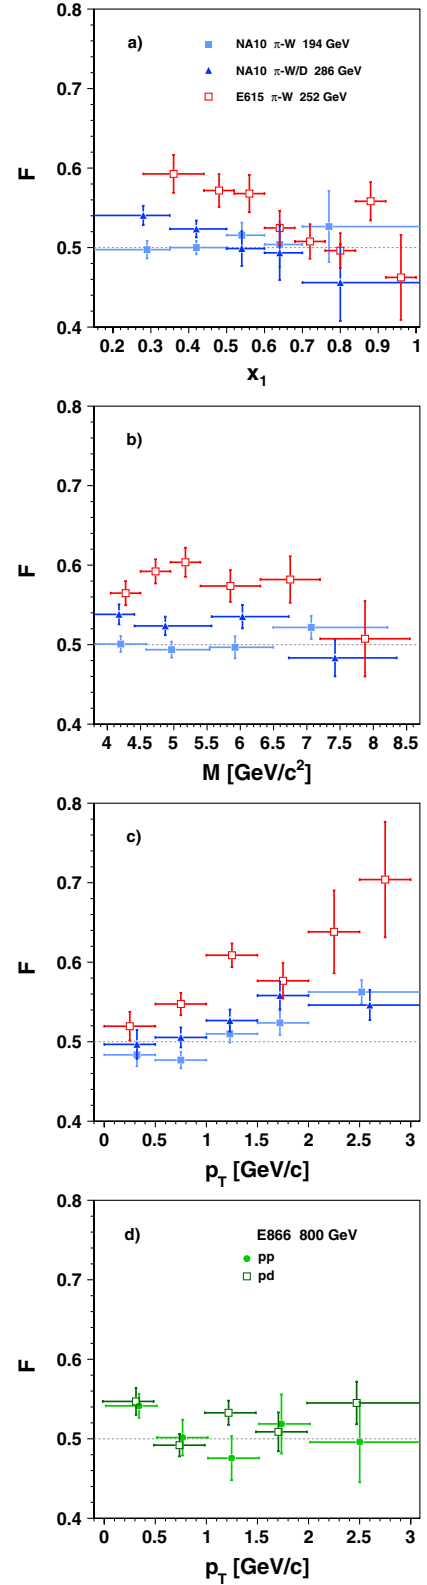 0.8
a)
NA10 π-W 194 GeV
NA10 π-W/D 286 GeV
0.7
E615 π-W 252 GeV
F
0.6
0.5
0.4
0.2 0.3 0.4 0.5 0.6 0.7 0.8 0.9 1
x1
0.8
b)
0.7
F
0.6
0.5
0.4
4 4.5 5 5.5 6 6.5 7 7.5 8 8.5
M [GeV/c²]
0.8
c)
0.7
F
0.6
0.5
0.4
0 0.5 1 1.5 2 2.5 3
pT [GeV/c]
0.8
d) E866 800 GeV
pp
pd
0.7
F
0.6
0.5
0.4
0 0.5 1 1.5 2 2.5 3
pT [GeV/c]